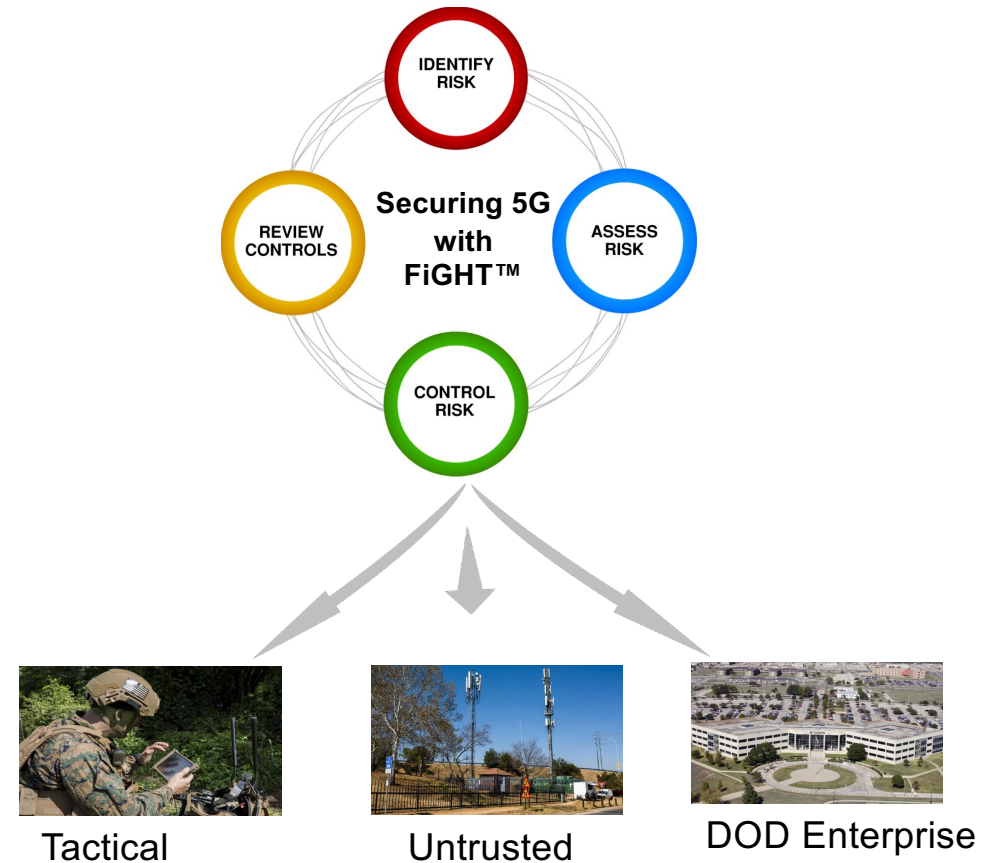 IDENTIFY
RISK
Securing 5G
with
FiGHT™
REVIEW
CONTROLS
ASSESS
RISK
CONTROL
RISK
Tactical
Untrusted
DOD Enterprise